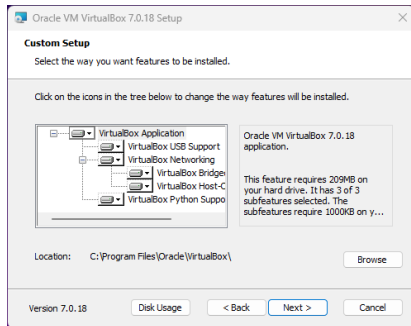 Oracle VM VirtualBox 7.0.18 Setup
Custom Setup
Select the way you want features to be installed.
Click on the icons in the tree below to change the way features will be installed.
VirtualBox Application
VirtualBox USB Support
VirtualBox Networking
VirtualBox Bridge
VirtualBox Host-C
VirtualBox Python Suppo
Oracle VM VirtualBox 7.0.18
application.
This feature requires 209MB on
your hard drive. It has 3 of 3
subfeatures selected. The
subfeatures require 1000KB on y...
Location: C:\Program Files\Oracle\VirtualBox\
Browse
Version 7.0.18 Disk Usage < Back Next > Cancel